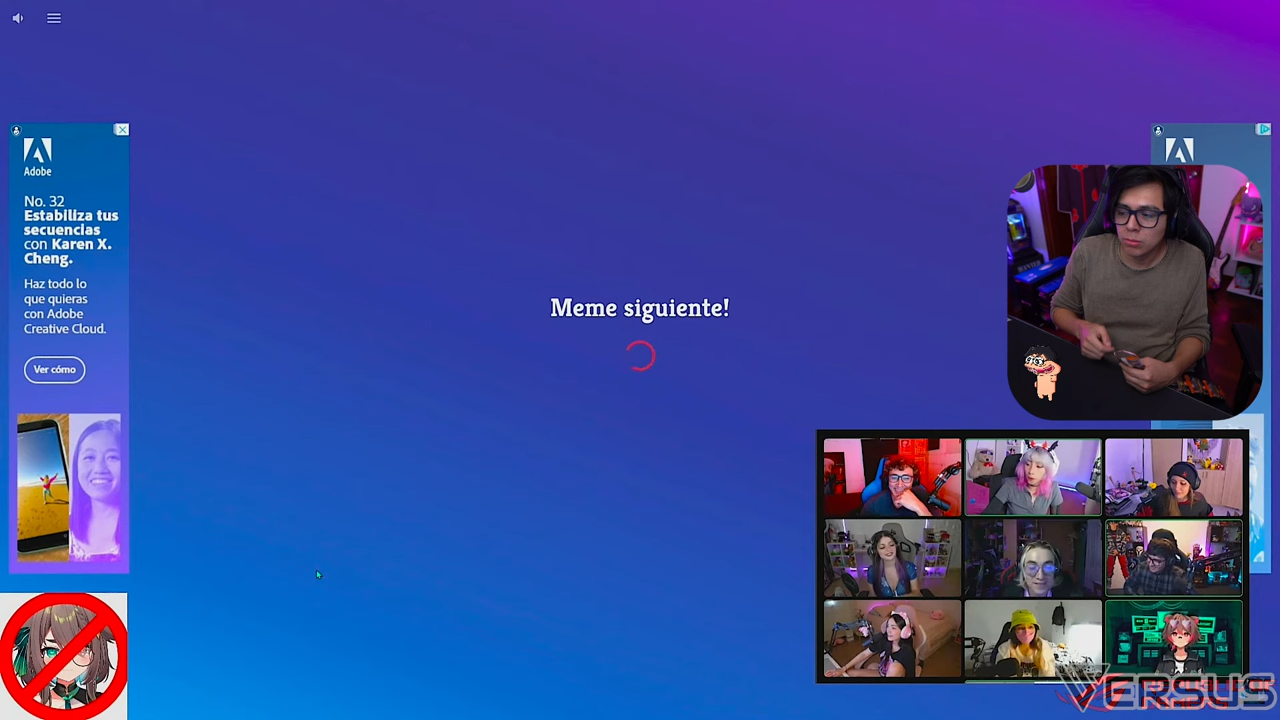 Adobe
No. 32
Estabiliza tus
secuencias
con Karen X.
Cheng.
Haz todo lo
que quieras
con Adobe
Creative Cloud.
Ver cómo
Meme siguiente!
VERSUS